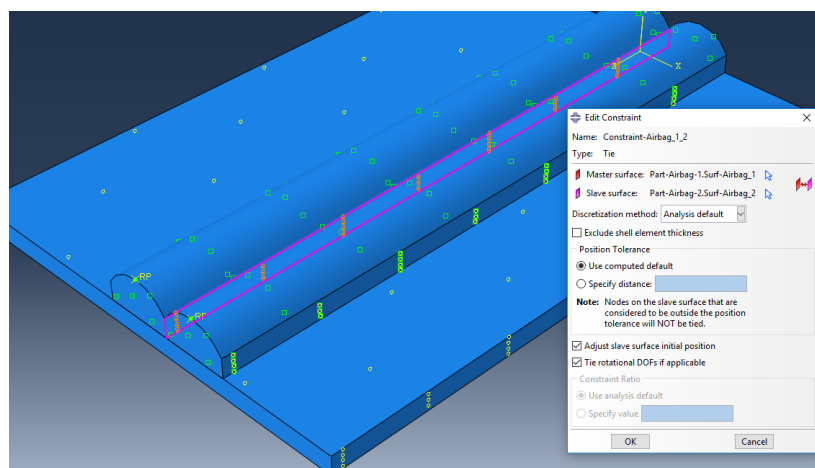 Y
3
X
RP
RP
Edit Constraint
Name: Constraint-Airbag_1_2
Type: Tie
Master surface: Part-Airbag-1.Surf-Airbag_1
Slave surface: Part-Airbag-2.Surf-Airbag_2
Discretization method: Analysis default
Exclude shell element thickness
Position Tolerance
Use computed default
Specify distance:
Note: Nodes on the slave surface that are
considered to be outside the position
tolerance will NOT be tied.
Adjust slave surface initial position
Tie rotational DOFs if applicable
Constraint Ratio
Use analysis default
Specify value
OK Cancel